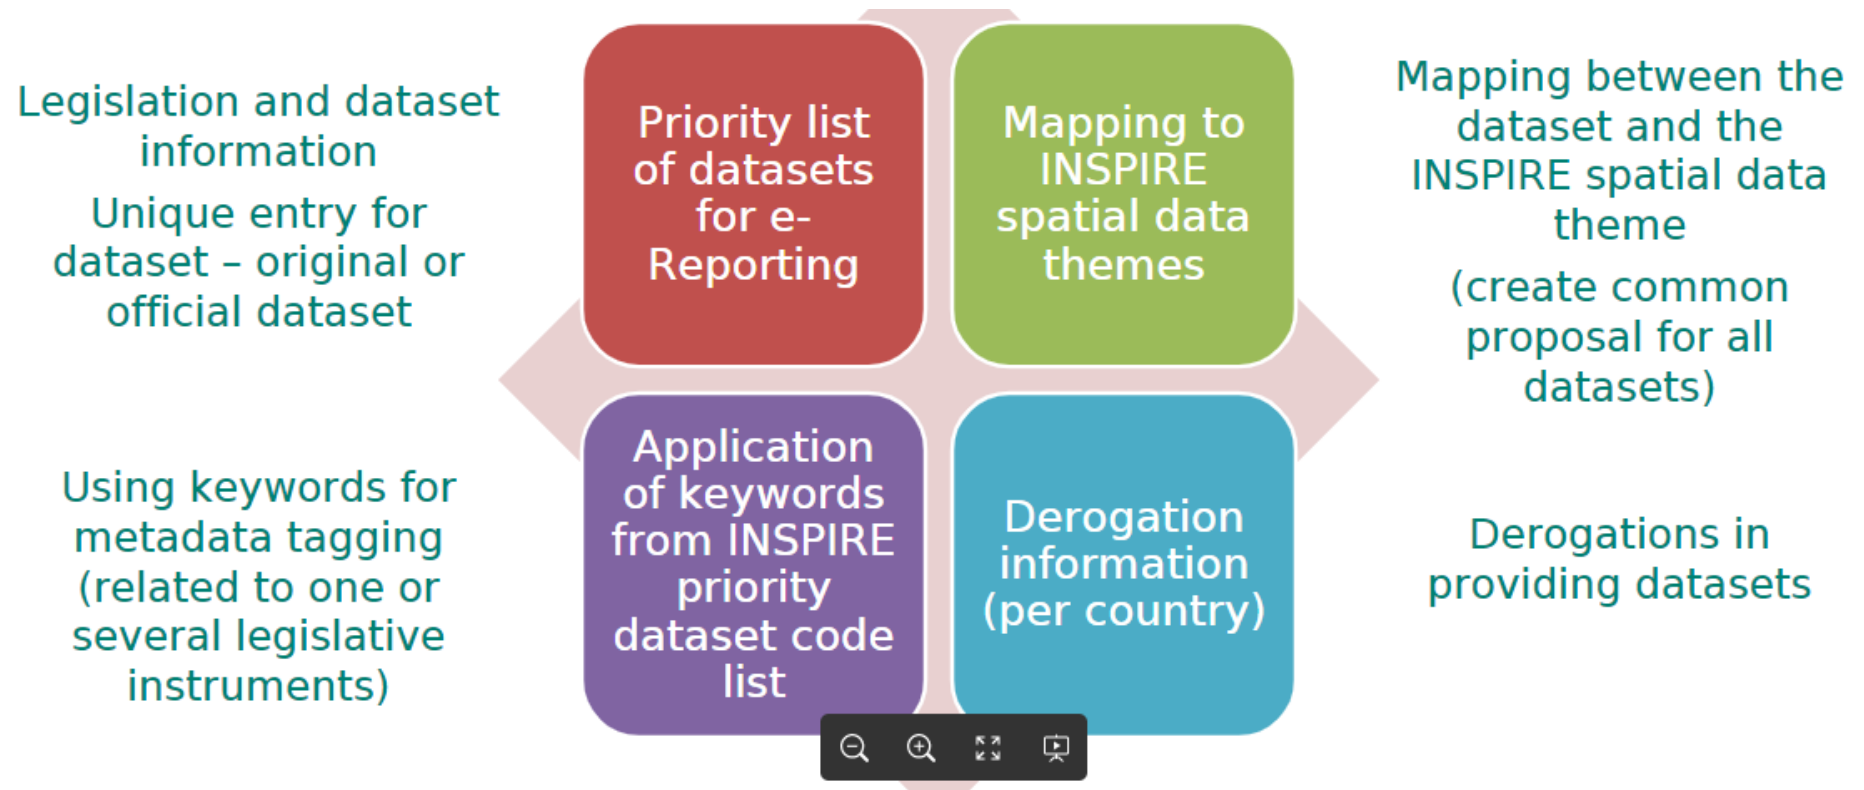 Legislation and dataset
information
Unique entry for
dataset – original or
official dataset
Priority list
of datasets
for e-
Reporting
Mapping to
INSPIRE
spatial data
themes
Mapping between the
dataset and the
INSPIRE spatial data
theme
(create common
proposal for all
datasets)
Using keywords for
metadata tagging
(related to one or
several legislative
instruments)
Application
of keywords
from INSPIRE
priority
dataset code
list
Derogation
information
(per country)
Derogations in
providing datasets